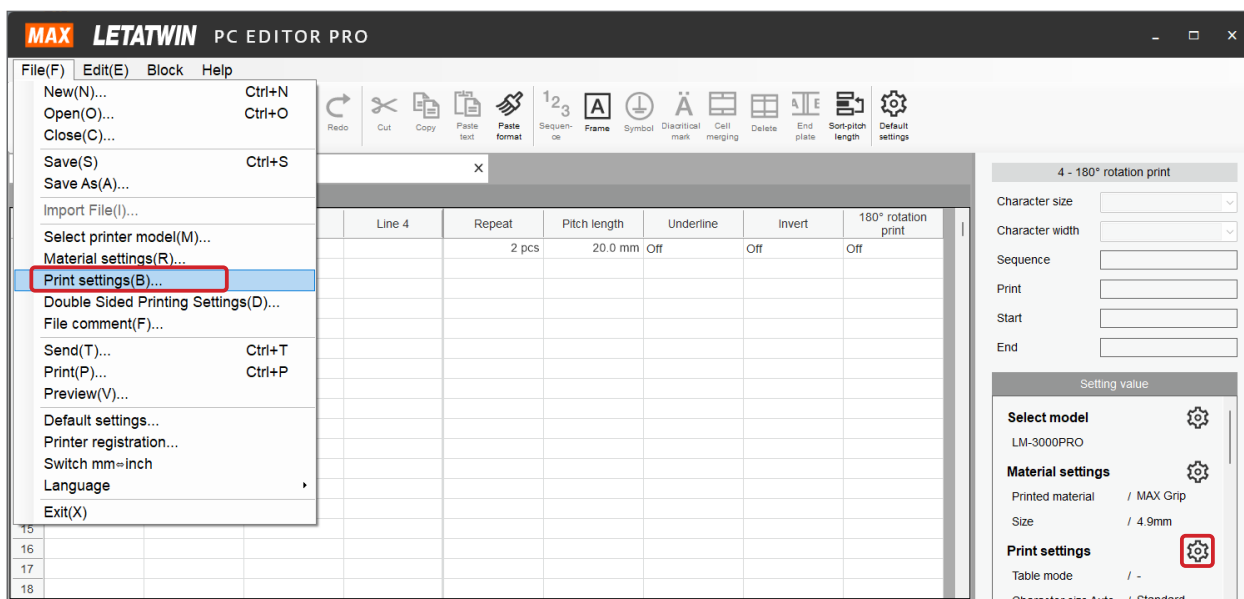 MAX LETATWIN PC EDITOR PRO
File(F) Edit(E) Block Help
New(N)... Ctrl+N
Open(O)... Ctrl+O
Close(C)...
Save(S) Ctrl+S
Save As(A)...
Import File(I)...
Select printer model(M)...
Material settings(R)...
Print settings(B)...
Double Sided Printing Settings(D)...
File comment(F)...
Send(T)... Ctrl+T
Print(P)... Ctrl+P
Preview(V)...
Default settings...
Printer registration...
Switch mm⇔inch
Language
Exit(X)
Redo Cut Copy Paste text Paste format Sequen-ce Frame Symbol Diacritical mark Cell merging Delete End plate Sort-pitch length Default settings
Line 4 Repeat Pitch length Underline Invert 180° rotation print
2 pcs 20.0 mm Off Off Off
15
16
17
18
4 - 180° rotation print
Character size
Character width
Sequence
Print
Start
End
Setting value
Select model
LM-3000PRO
Material settings
Printed material / MAX Grip
Size / 4.9mm
Print settings
Table mode / -
Character size Auto / Standard